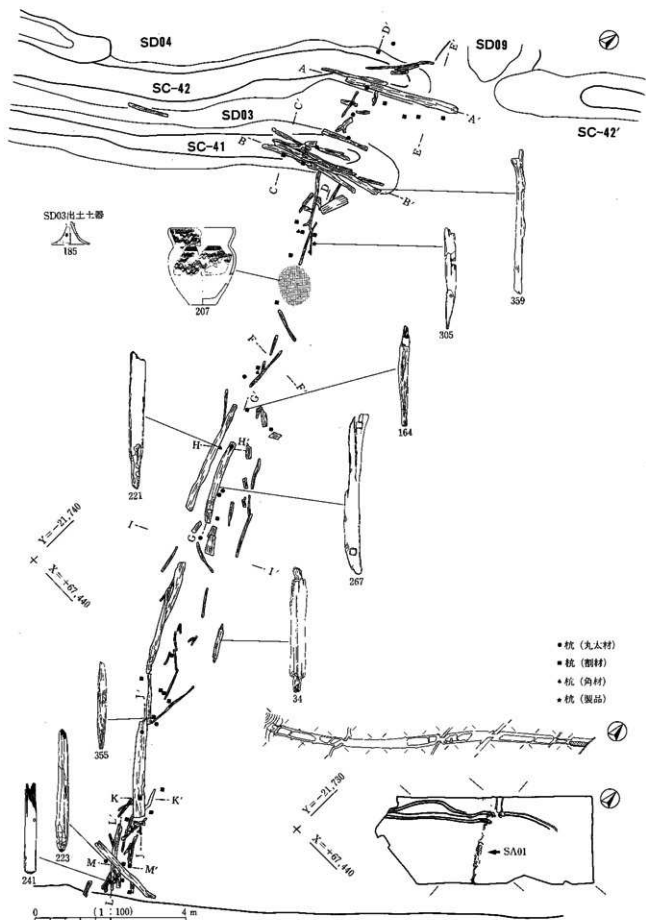 SD04
D'
E'
SD09
A
SC-42
C'
SD03
A'
E
SC-42'
SC-41
B
C
D
B'
SD03出土土器
185
207
305
359
F
F'
G'
164
221
H
H'
267
G
I
I'
Y=-21,740
X=+67,440
34
•杭（丸太材）
▪杭（割材）
▴杭（角材）
★杭（製品）
J'
355
K
K'
J
Y=-21,730
X=+67,440
SA01
L'
223
M
M'
241
L
0
(1 : 100)
4 m